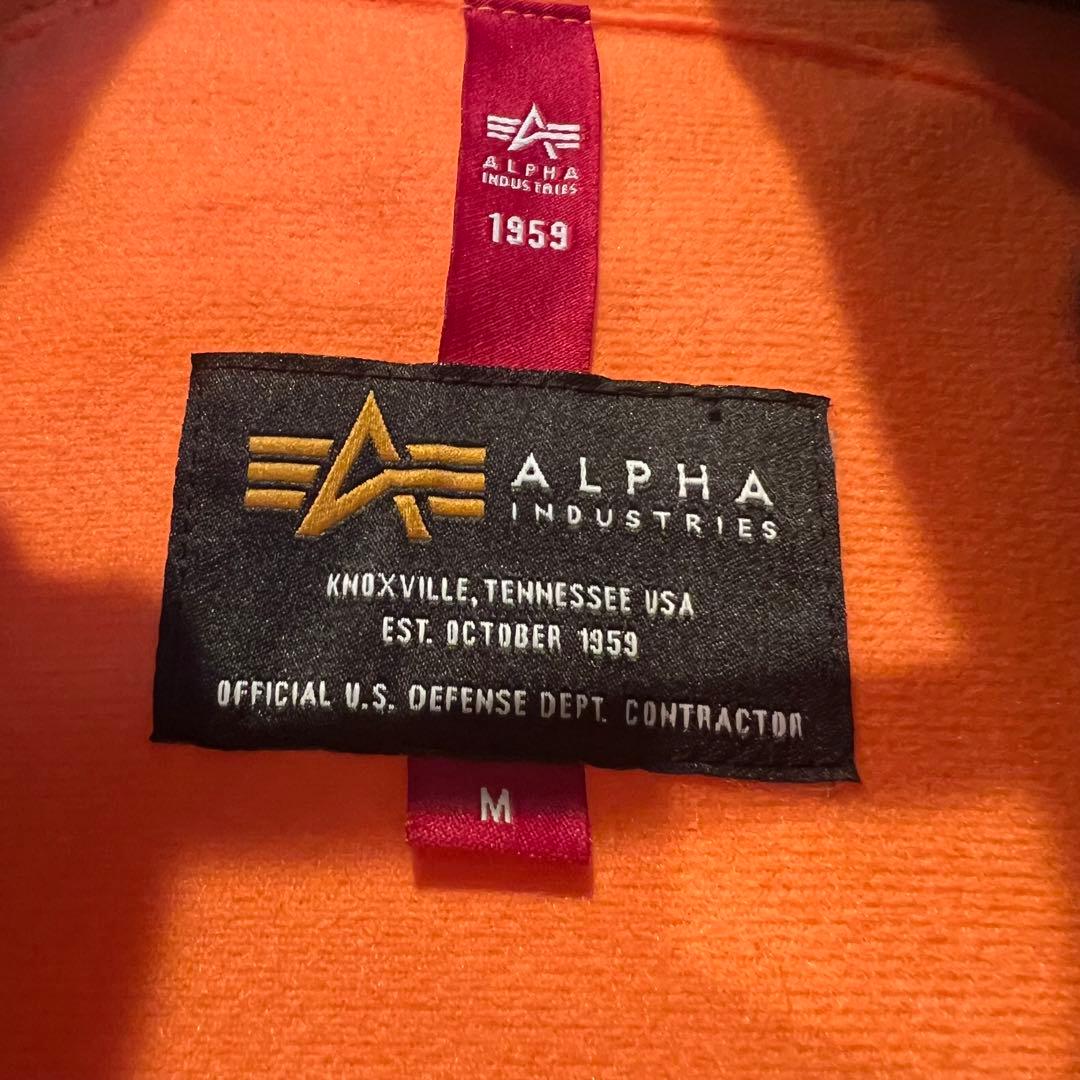 ALPHA
INDUSTRIES
1959
ALPHA
INDUSTRIES
KNOXVILLE, TENNESSEE USA
EST. OCTOBER 1959
OFFICIAL U.S. DEFENSE DEPT. CONTRACTOR
M